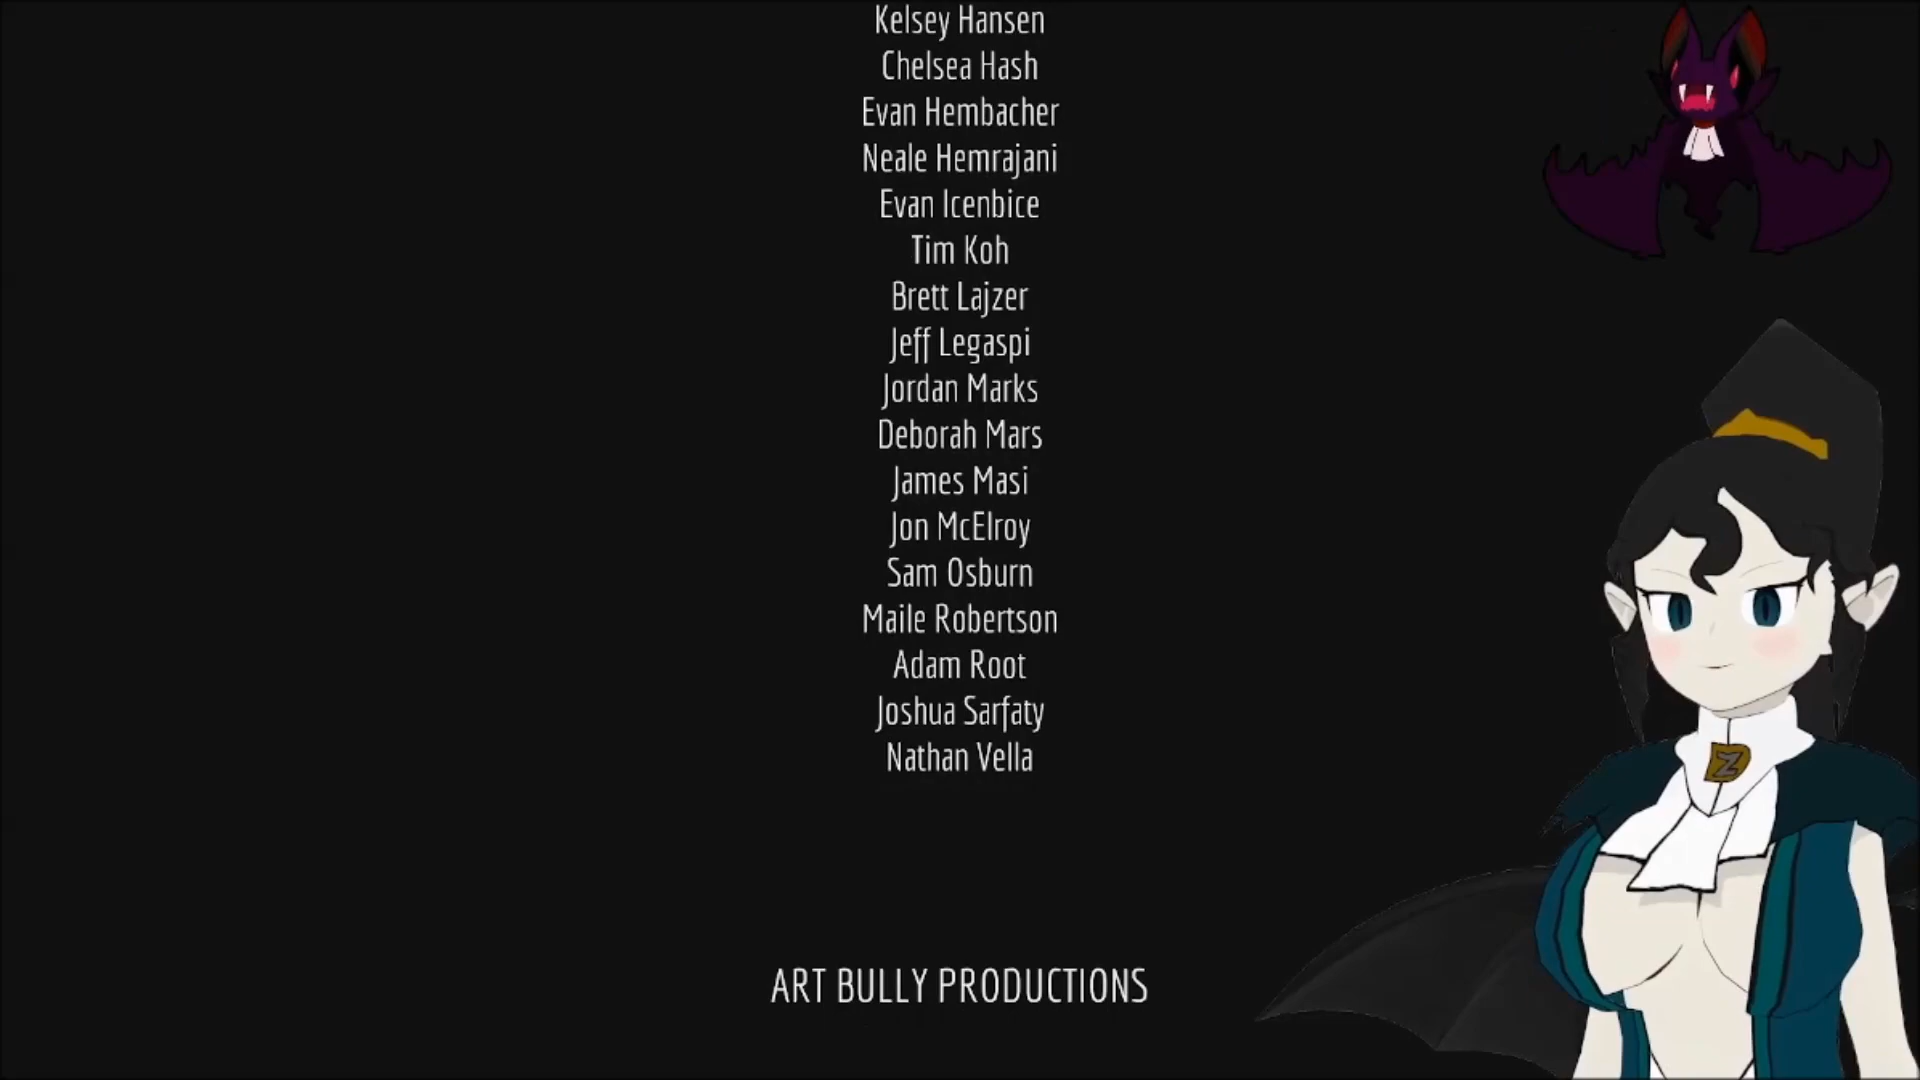 Kelsey Hansen
Chelsea Hash
Evan Hembacher
Neale Hemrajani
Evan Icenbice
Tim Koh
Brett Lajzer
Jeff Legaspi
Jordan Marks
Deborah Mars
James Masi
Jon McElroy
Sam Osburn
Maile Robertson
Adam Root
Joshua Sarfaty
Nathan Vella
ART BULLY PRODUCTIONS
Z